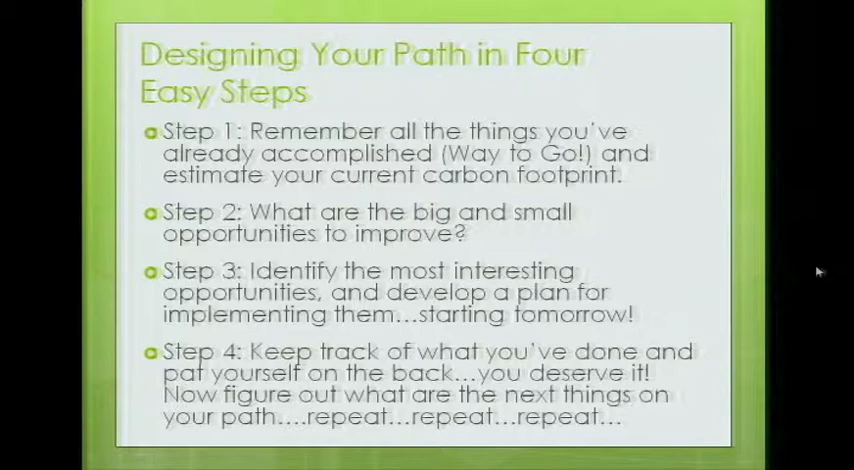 Designing Your Path in Four
Easy Steps
Step 1: Remember all the things you've
already accomplished (Way to Go!) and
estimate your current carbon footprint.
Step 2: What are the big and small
opportunities to improve?
Step 3: Identify the most interesting
opportunities, and develop a plan for
implementing them...starting tomorrow!
Step 4: Keep track of what you've done and
pat yourself on the back...you deserve it!
Now figure out what are the next things on
your path....repeat...repeat...repeat...